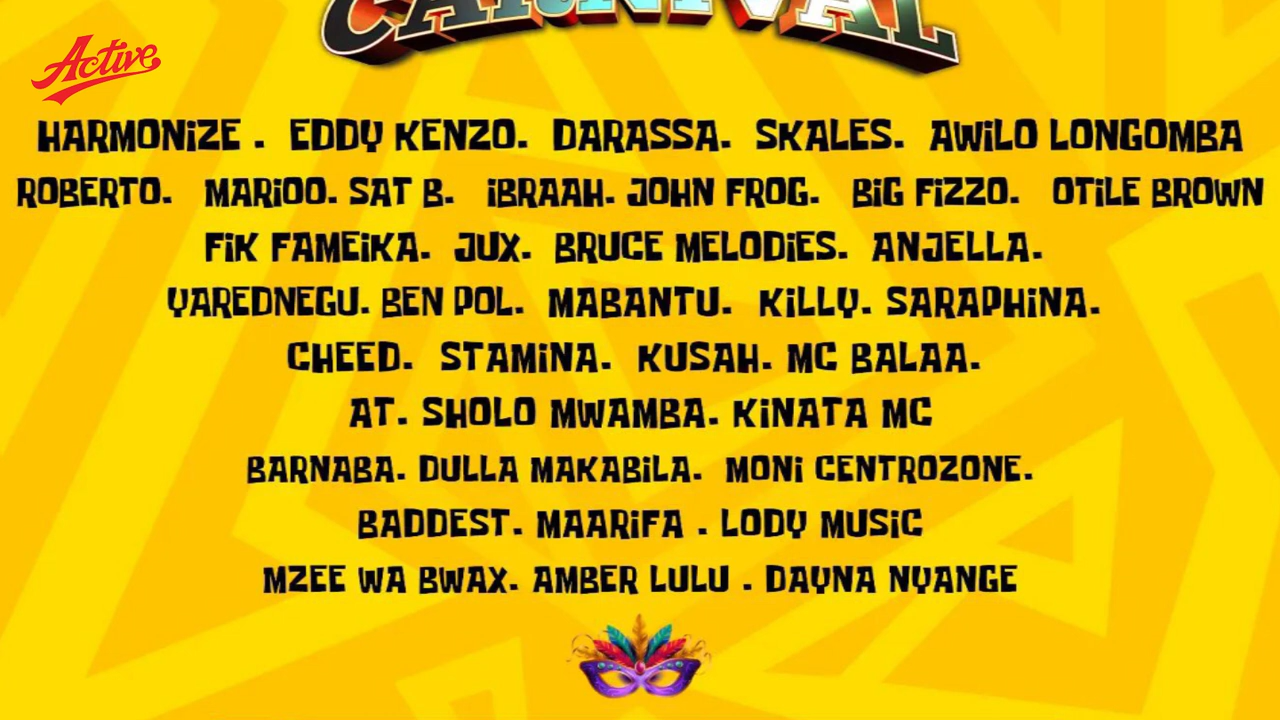 CARNIVAL
Active
HARMONiZE . EDDY KENZO. DARASSA. SKALES. AWiLO LONGOMBA
ROBERTO. MARiOO. SAT B. iBRAAH. JOHN FROG. BiG FiZZO. OTiLE BROWN
FiK FAMEiKA. JUX. BRUCE MELODiES. ANJELLA.
YAREDNEGU. BEN POL. MABANTU. KiLLY. SARAPHiNA.
CHEED. STAMiNA. KUSAH. MC BALAA.
AT. SHOLO MWAMBA. KiNATA MC
BARNABA. DULLA MAKABiLA. MONi CENTROZONE.
BADDEST. MAARiFA . LODY MUSiC
MZEE WA BWAX. AMBER LULU . DAYNA NYANGE